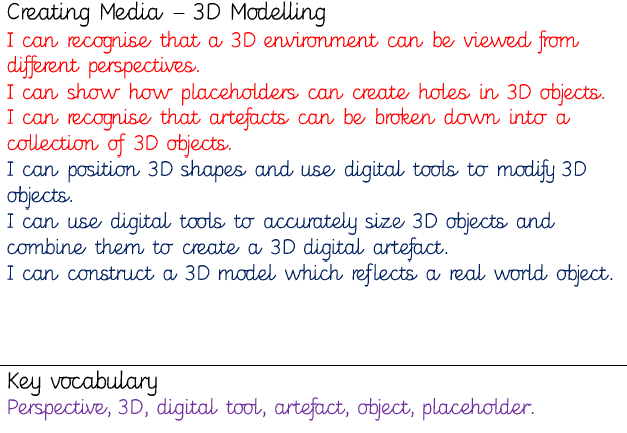 Creating Media – 3D Modelling
I can recognise that a 3D environment can be viewed from
different perspectives.
I can show how placeholders can create holes in 3D objects.
I can recognise that artefacts can be broken down into a
collection of 3D objects.
I can position 3D shapes and use digital tools to modify 3D
objects.
I can use digital tools to accurately size 3D objects and
combine them to create a 3D digital artefact.
I can construct a 3D model which reflects a real world object.
Key vocabulary
Perspective, 3D, digital tool, artefact, object, placeholder.